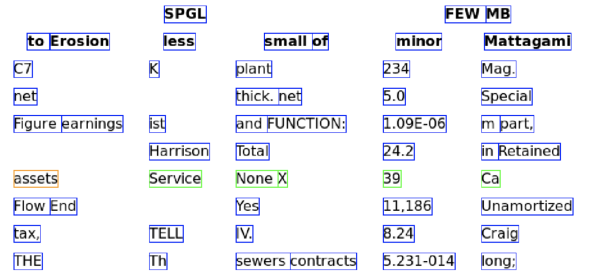 SPGL FEW MB
to Erosion less small of minor Mattagami
C7 K plant 234 Mag.
net thick. net 5.0 Special
Figure earnings ist and FUNCTION: 1.09E-06 m part,
Harrison Total 24.2 in Retained
assets Service None X 39 Ca
Flow End Yes 11,186 Unamortized
tax, TELL IV. 8.24 Craig
THE Th sewers contracts 5.231-014 long;